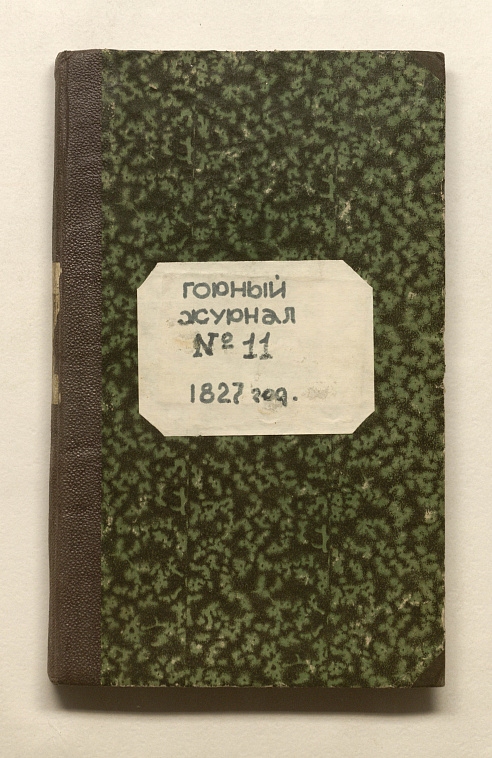 горный
журнал
№ 11
1827 год.